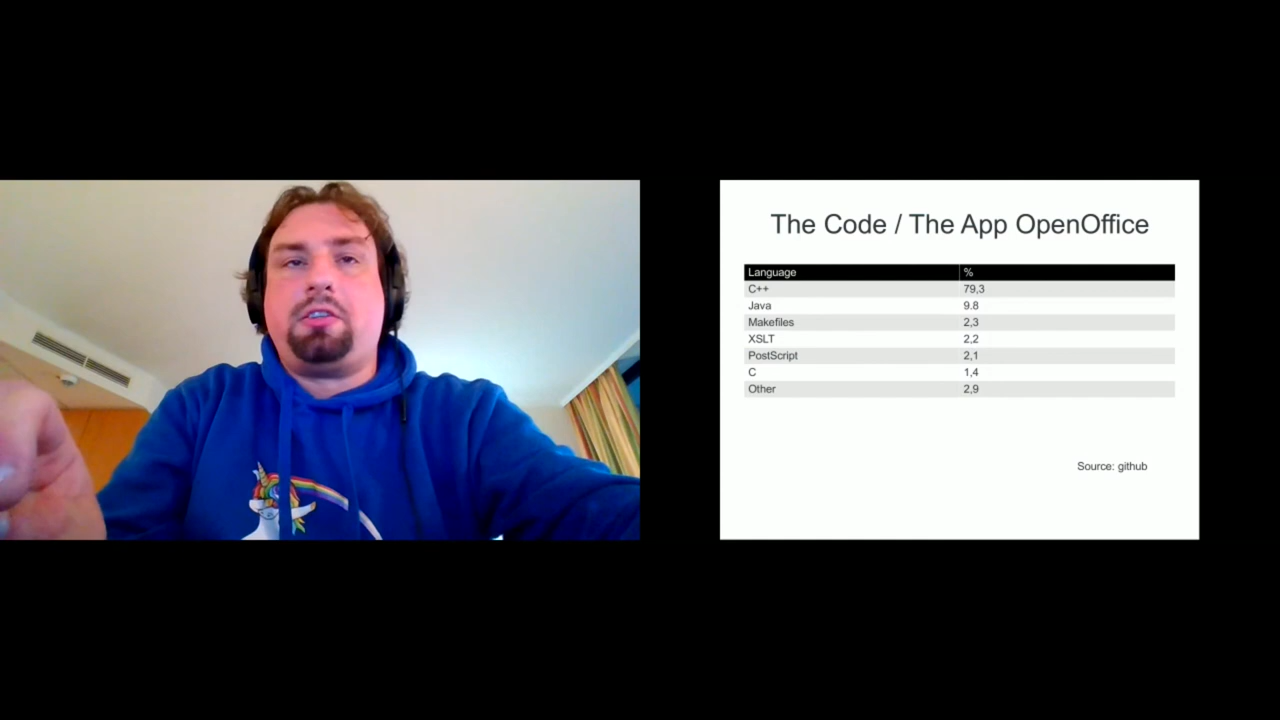 The Code / The App OpenOffice
Language %
C++ 79,3
Java 9.8
Makefiles 2,3
XSLT 2,2
PostScript 2,1
C 1,4
Other 2,9
Source: github